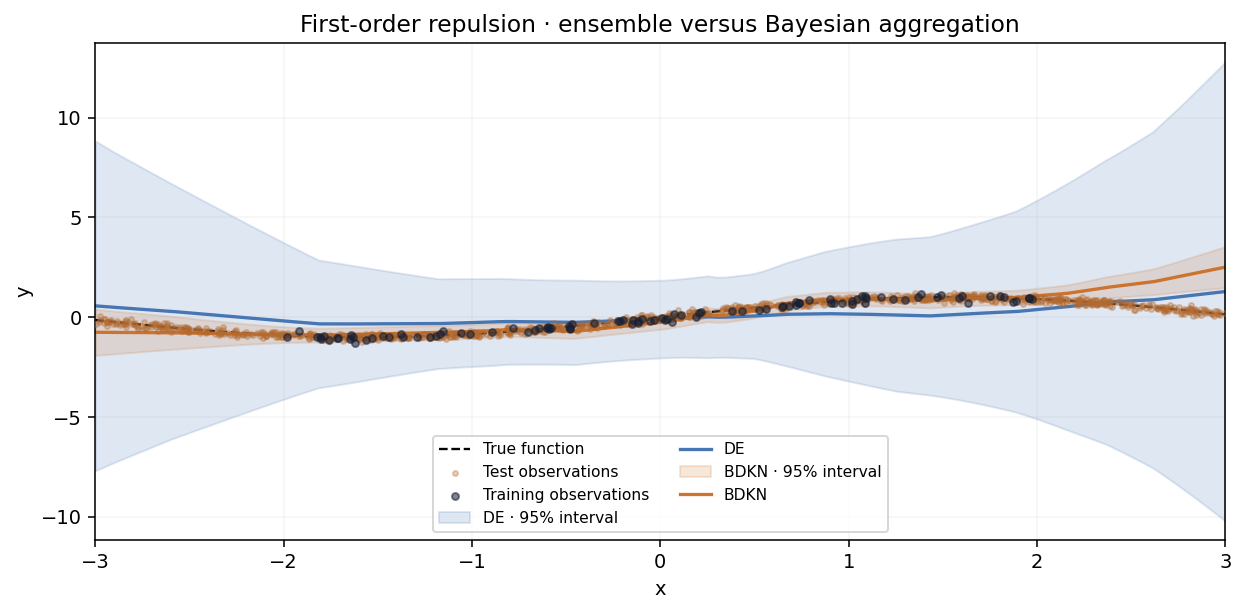 First-order repulsion · ensemble versus Bayesian aggregation
y
10
5
0
−5
−10
True function
Test observations
Training observations
DE · 95% interval
DE
BDKN · 95% interval
BDKN
−3
−2
−1
0
1
2
3
x